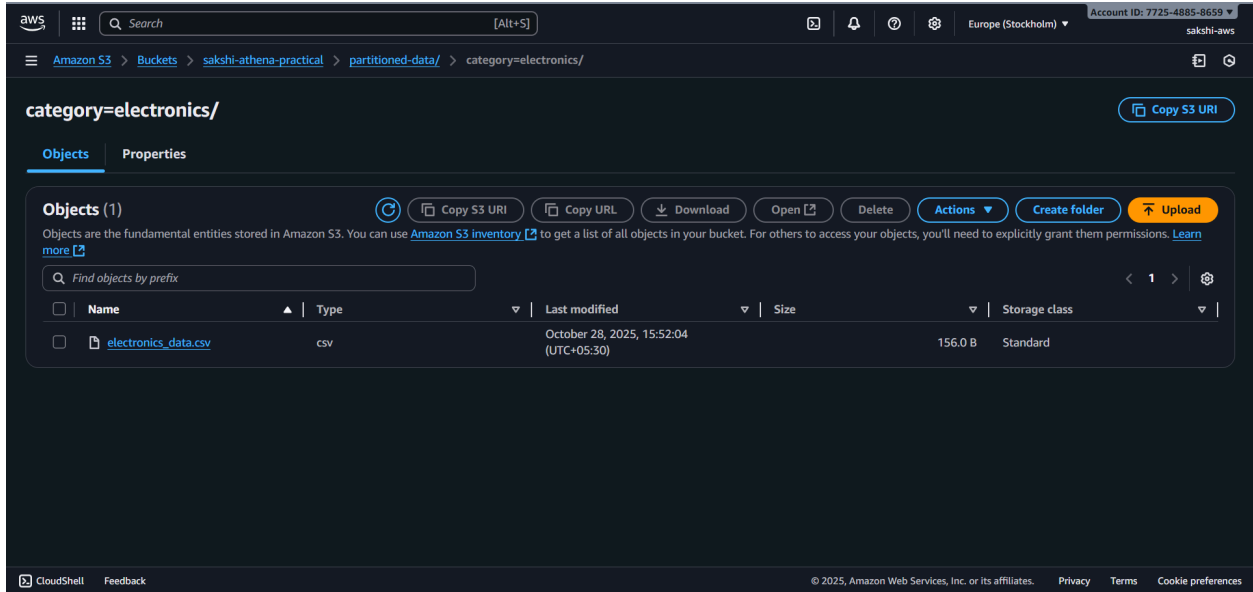 aws
Search [Alt+S]
Europe (Stockholm)
Account ID: 7725-4885-8659
sakshi-aws
Amazon S3 > Buckets > sakshi-athena-practical > partitioned-data/ > category=electronics/
category=electronics/
Copy S3 URI
Objects Properties
Objects (1)
Copy S3 URI Copy URL Download Open Delete Actions Create folder Upload
Objects are the fundamental entities stored in Amazon S3. You can use Amazon S3 inventory to get a list of all objects in your bucket. For others to access your objects, you'll need to explicitly grant them permissions. Learn
more
Find objects by prefix
1
Name Type Last modified Size Storage class
electronics_data.csv csv October 28, 2025, 15:52:04
(UTC+05:30) 156.0 B Standard
CloudShell Feedback © 2025, Amazon Web Services, Inc. or its affiliates. Privacy Terms Cookie preferences